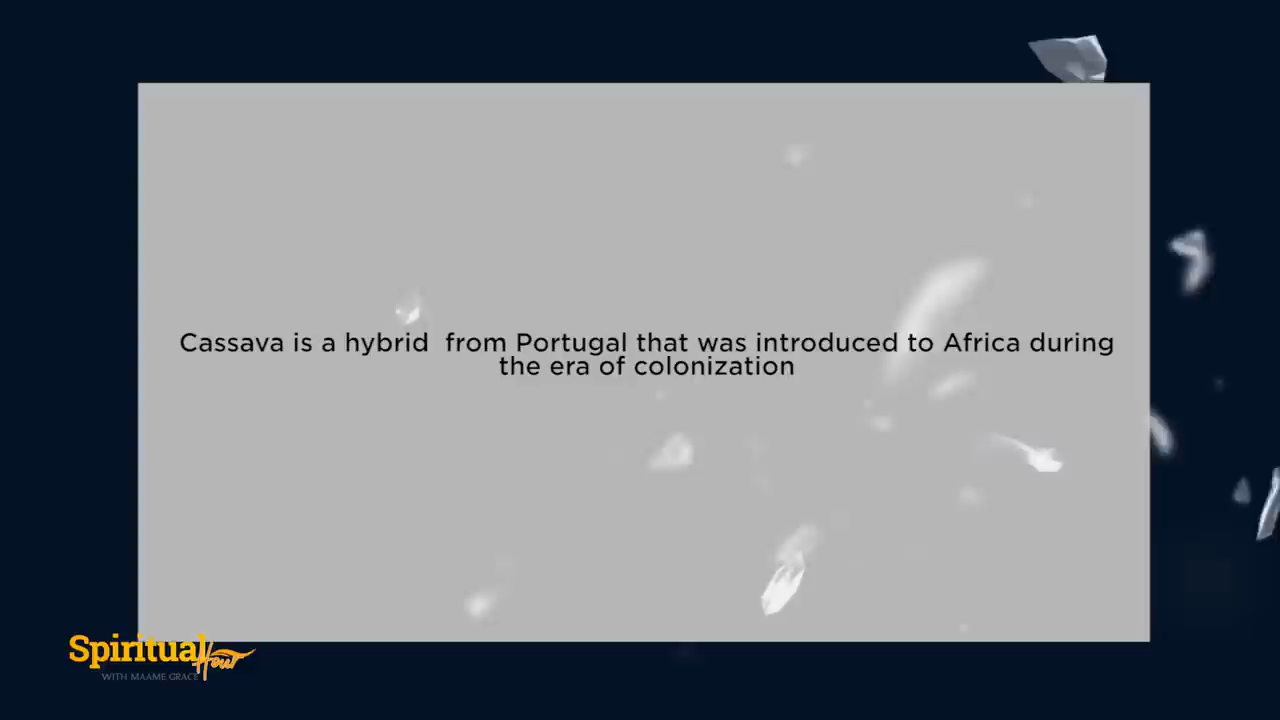 Cassava is a hybrid  from Portugal that was introduced to Africa during
the era of colonization
Spiritual Hour
WITH MAAME GRACE